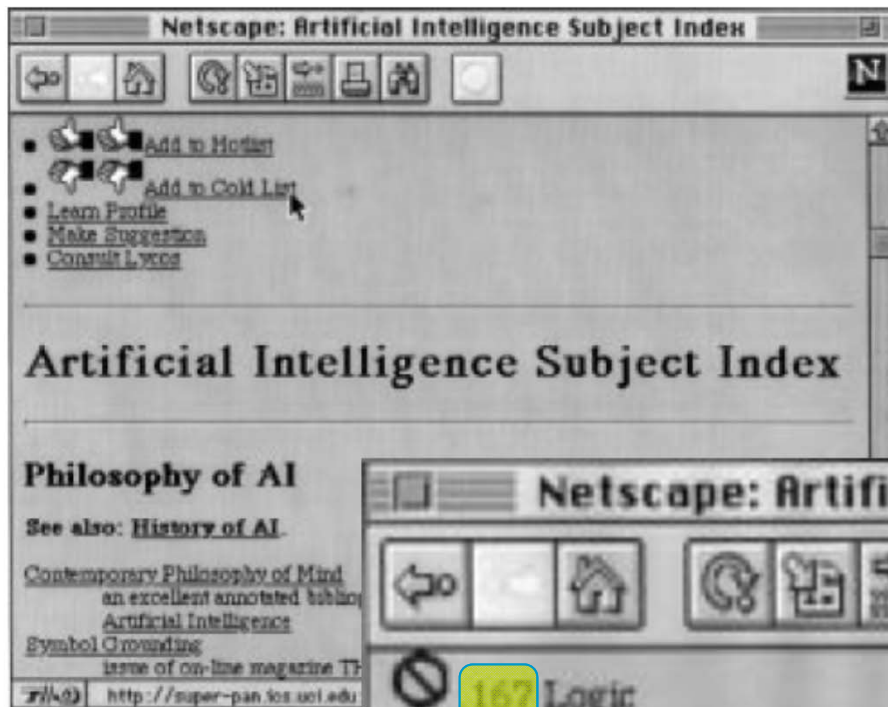 Netscape: Artificial Intelligence Subject Index
N
Add to Hotlist
Add to Cold List
Learn Profile
Make Suggestion
Consult Lycos
Artificial Intelligence Subject Index
Philosophy of AI
See also: History of AI.
Contemporary Philosophy of Mind
an excellent annotated
Artificial Intelligence
Symbol Grounding
issue of on-line magazine
http://super-pan.ics.uci.edu
Netscape: Artifi
167 Logic